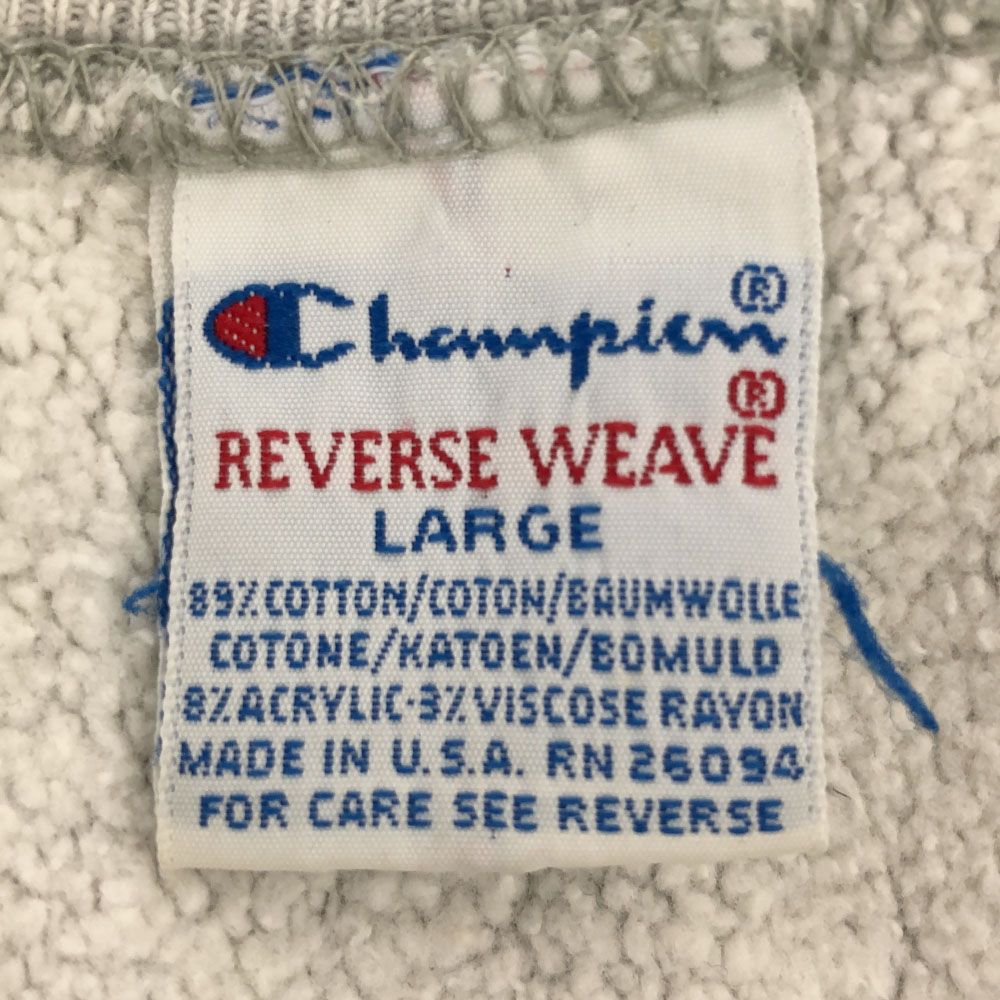 Champion®
REVERSE WEAVE®
LARGE
89% COTTON/COTON/BAUMWOLLE
COTONE/KATOEN/BOMULD
8% ACRYLIC·3% VISCOSE RAYON
MADE IN U.S.A. RN 26094
FOR CARE SEE REVERSE